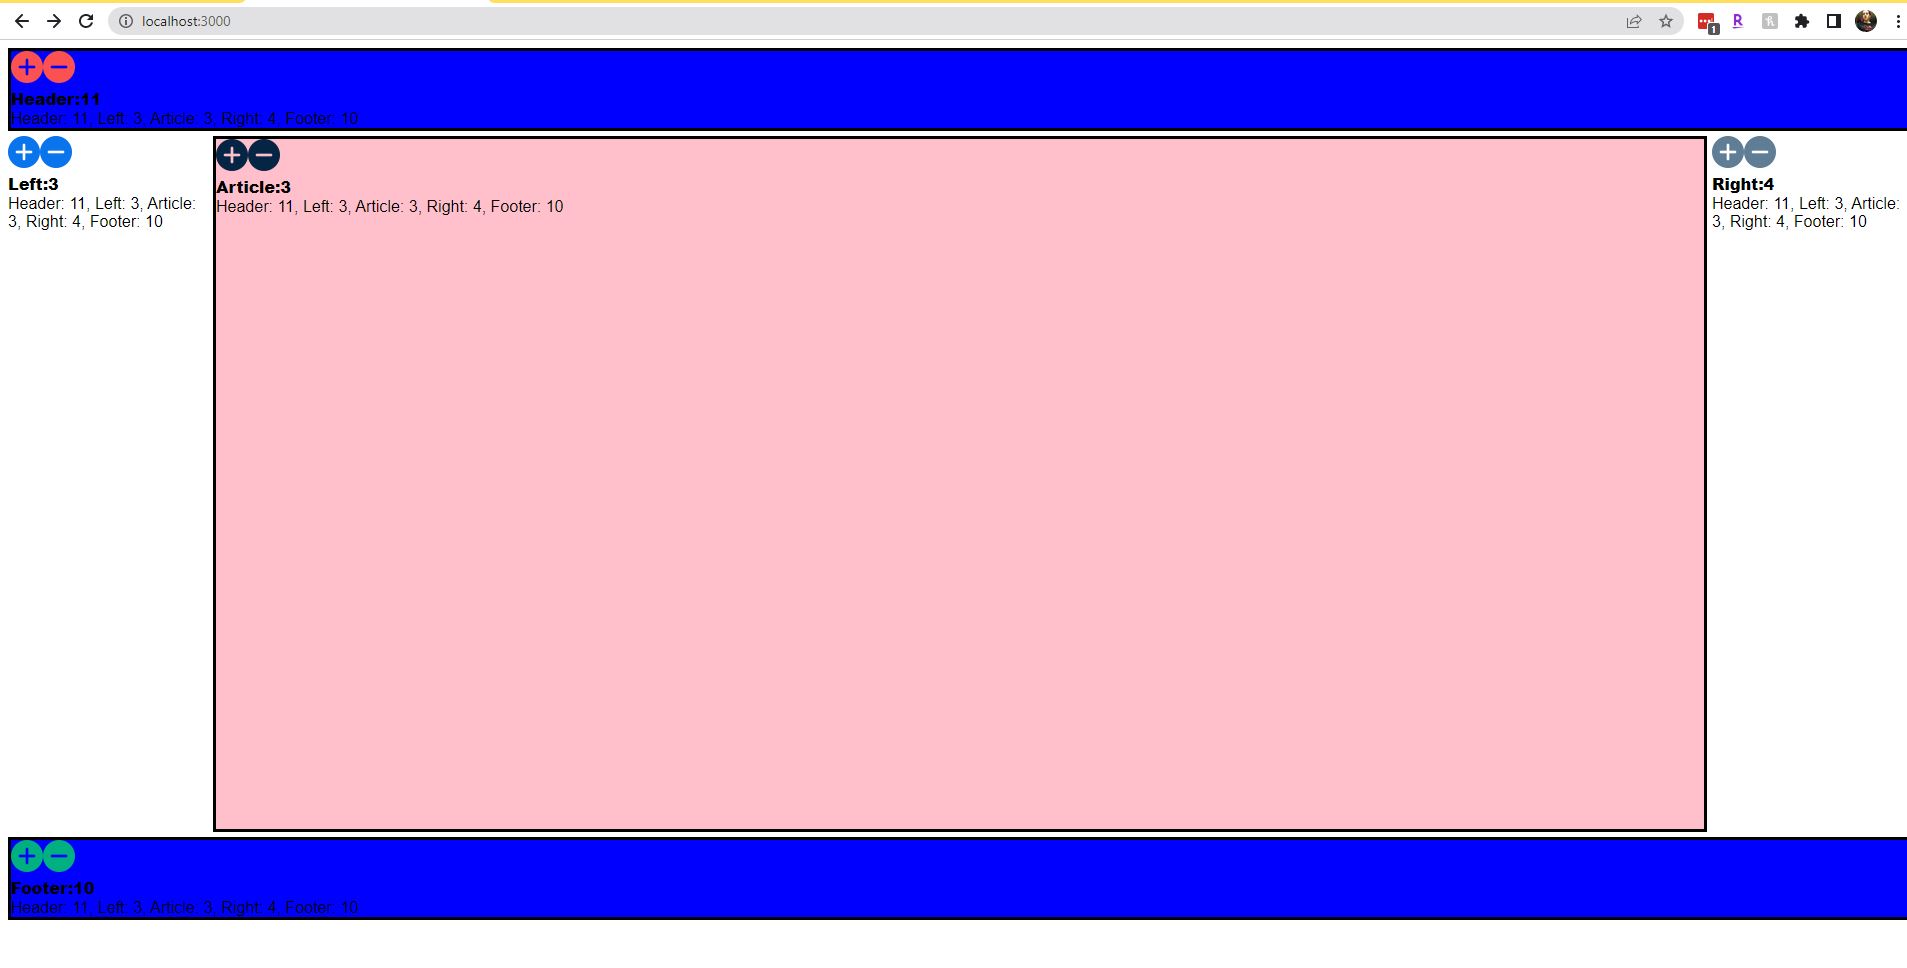 localhost:3000
1
R
Header:11
Header: 11, Left: 3, Article: 3, Right: 4, Footer: 10
Left:3
Header: 11, Left: 3, Article:
3, Right: 4, Footer: 10
Article:3
Header: 11, Left: 3, Article: 3, Right: 4, Footer: 10
Right:4
Header: 11, Left: 3, Article:
3, Right: 4, Footer: 10
Footer:10
Header: 11, Left: 3, Article: 3, Right: 4, Footer: 10